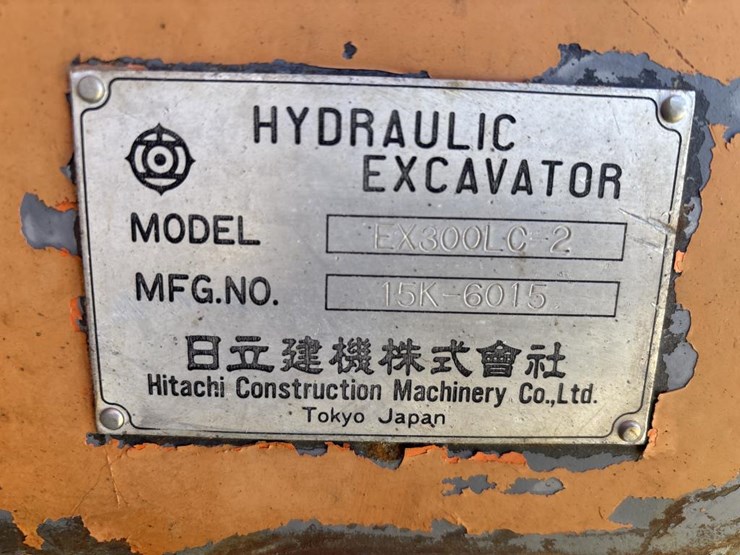 HYDRAULIC
EXCAVATOR
MODEL EX300LC-2
MFG.NO. 15K-6015
日立建機株式會社
Hitachi Construction Machinery Co.,Ltd.
Tokyo Japan